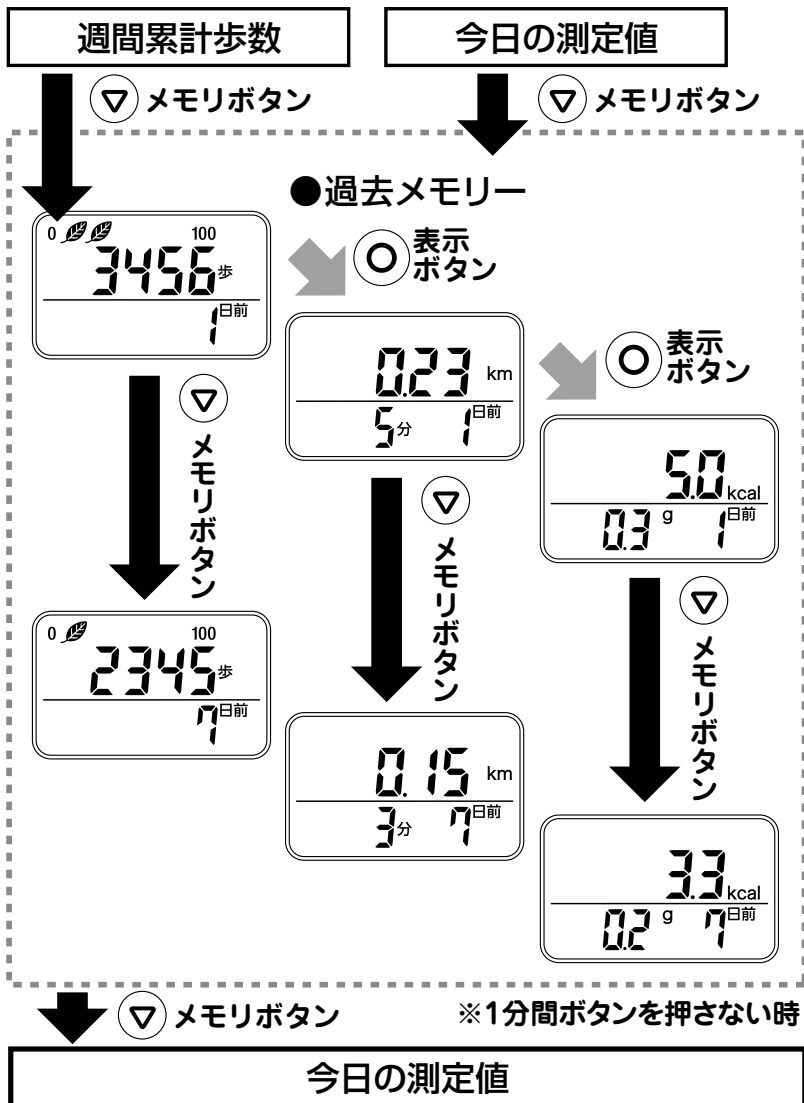 週間累計歩数
今日の測定値
メモリボタン
メモリボタン
●過去メモリー
0 100
3456歩
1日前
表示
ボタン
0.23 km
5分 1日前
表示
ボタン
5.0 kcal
0.3 g 1日前
メモリボタン
メモリボタン
メモリボタン
0 100
2345歩
7日前
0.15 km
3分 7日前
3.3 kcal
0.2 g 7日前
メモリボタン
※1分間ボタンを押さない時
今日の測定値